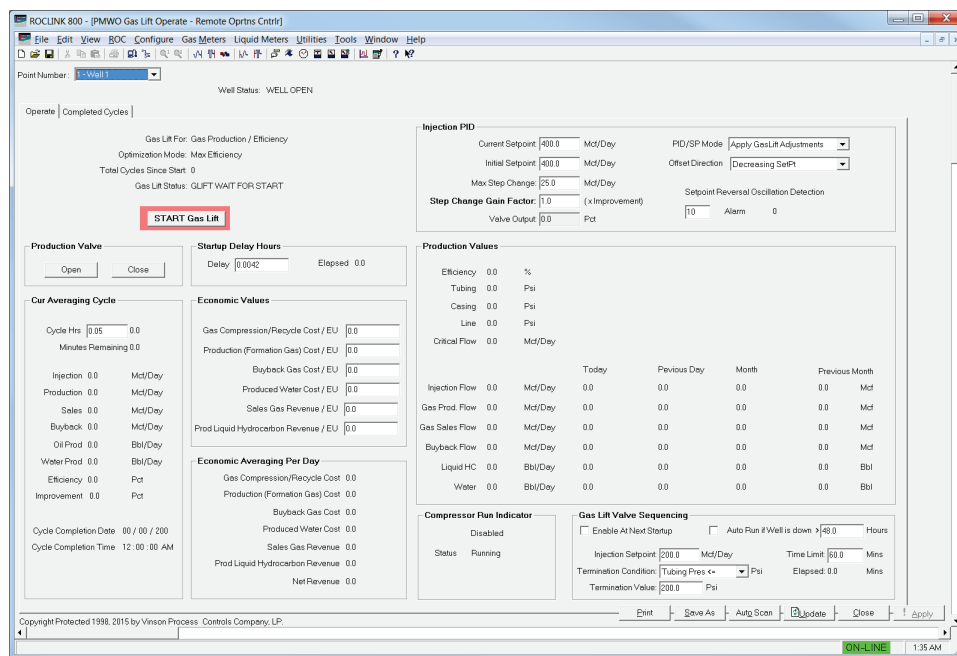 ROCLINK 800 - [PMWO Gas Lift Operate - Remote Oprtns Cntrlr]
File Edit View ROC Configure Gas Meters Liquid Meters Utilities Tools Window Help
Point Number: 1 - Well 1
Well Status: WELL OPEN
Operate Completed Cycles
Gas Lift For: Gas Production / Efficiency
Optimization Mode: Max Efficiency
Total Cycles Since Start 0
Gas Lift Status: GLIFT WAIT FOR START
START Gas Lift
Injection PID
Current Setpoint 400.0 Mcf/Day PID/SP Mode Apply GasLift Adjustments
Initial Setpoint 400.0 Mcf/Day Offset Direction Decreasing SetPt
Max Step Change: 25.0 Mcf/Day
Step Change Gain Factor: 1.0 (x Improvement)
Valve Output 0.0 Pct
Setpoint Reversal Oscillation Detection
10 Alarm 0
Production Valve
Open Close
Startup Delay Hours
Delay 0.0042 Elapsed 0.0
Cur Averaging Cycle
Cycle Hrs 0.05 0.0
Minutes Remaining 0.0
Injection 0.0 Mcf/Day
Production 0.0 Mcf/Day
Sales 0.0 Mcf/Day
Buyback 0.0 Mcf/Day
Oil Prod 0.0 Bbl/Day
Water Prod 0.0 Bbl/Day
Efficiency 0.0 Pct
Improvement 0.0 Pct
Cycle Completion Date 00 / 00 / 200
Cycle Completion Time 12 : 00 : 00 AM
Economic Values
Gas Compression/Recycle Cost / EU 0.0
Production (Formation Gas) Cost / EU 0.0
Buyback Gas Cost / EU 0.0
Produced Water Cost / EU 0.0
Sales Gas Revenue / EU 0.0
Prod Liquid Hydrocarbon Revenue / EU 0.0
Economic Averaging Per Day
Gas Compression/Recycle Cost 0.0
Production (Formation Gas) Cost 0.0
Buyback Gas Cost 0.0
Produced Water Cost 0.0
Sales Gas Revenue 0.0
Prod Liquid Hydrocarbon Revenue 0.0
Net Revenue 0.0
Production Values
Efficiency 0.0 %
Tubing 0.0 Psi
Casing 0.0 Psi
Line 0.0 Psi
Critical Flow 0.0 Mcf/Day
Today Pevious Day Month Previous Month
Injection Flow 0.0 Mcf/Day 0.0 0.0 0.0 0.0 Mcf
Gas Prod. Flow 0.0 Mcf/Day 0.0 0.0 0.0 0.0 Mcf
Gas Sales Flow 0.0 Mcf/Day 0.0 0.0 0.0 0.0 Mcf
Buyback Flow 0.0 Mcf/Day 0.0 0.0 0.0 0.0 Mcf
Liquid HC 0.0 Bbl/Day 0.0 0.0 0.0 0.0 Bbl
Water 0.0 Bbl/Day 0.0 0.0 0.0 0.0 Bbl
Compressor Run Indicator
Disabled
Status Running
Gas Lift Valve Sequencing
Enable At Next Startup Auto Run if Well is down > 48.0 Hours
Injection Setpoint 200.0 Mcf/Day Time Limit: 60.0 Mins
Termination Condition: Tubing Pres <= Psi Elapsed: 0.0 Mins
Termination Value: 200.0 Psi
Print Save As Auto Scan Update Close ! Apply
Copyright Protected 1998, 2015 by Vinson Process Controls Company, LP.
ON-LINE 1:35 AM